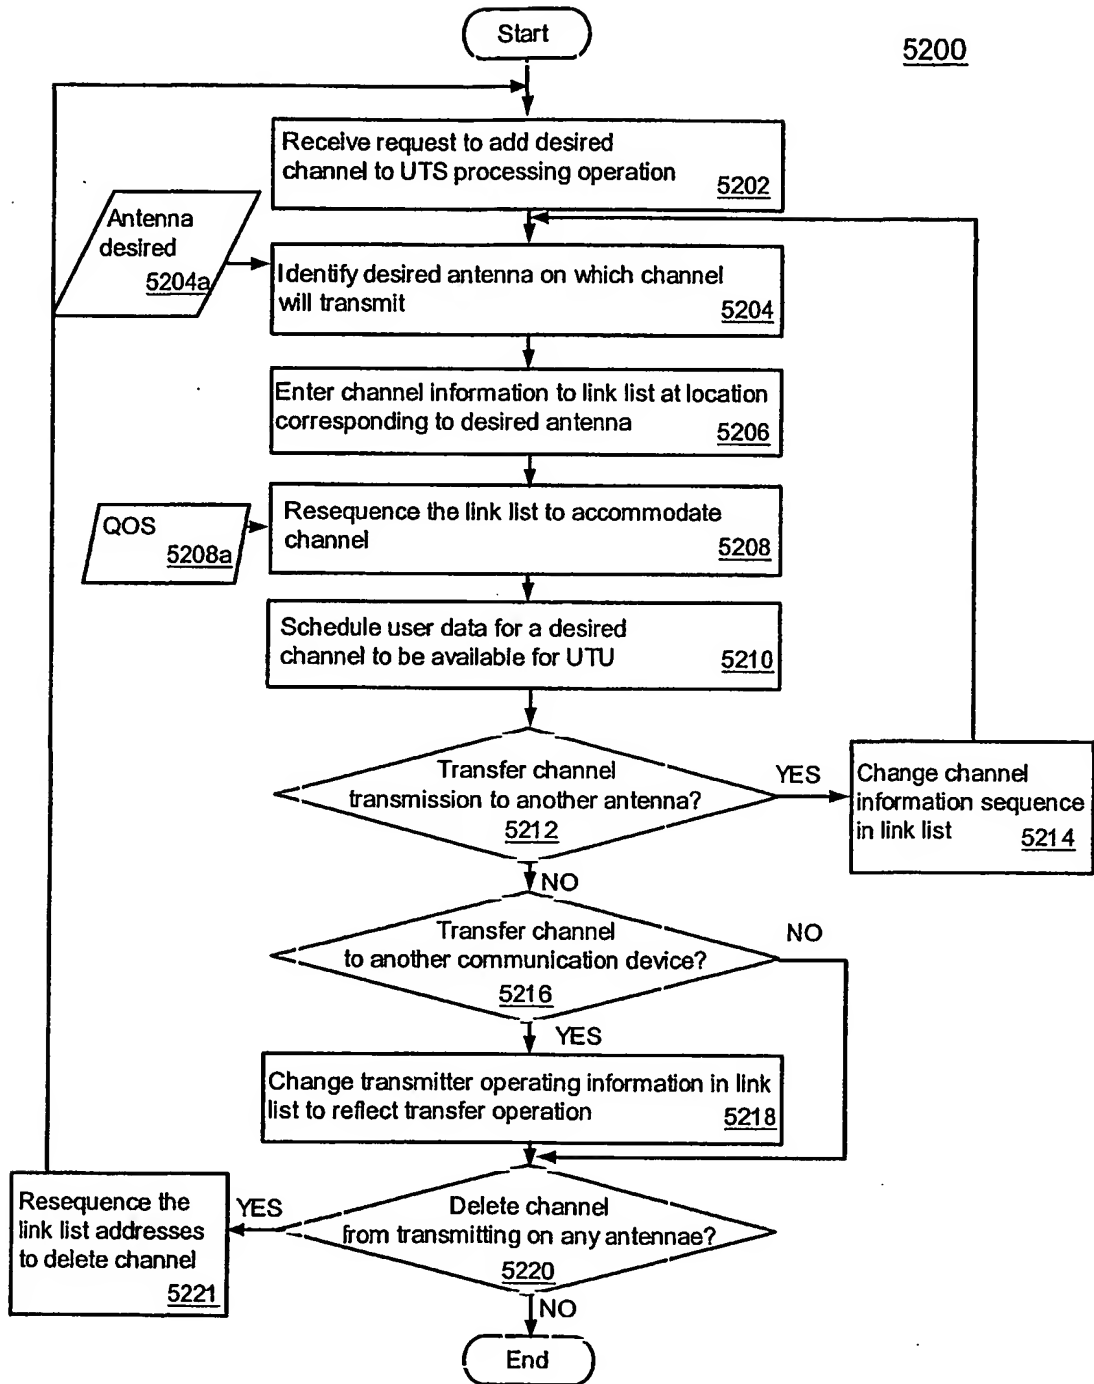 Start
5200
Receive request to add desired
channel to UTS processing operation
5202
Antenna
desired
5204a
Identify desired antenna on which channel
will transmit
5204
Enter channel information to link list at location
corresponding to desired antenna
5206
QOS
5208a
Resequence the link list to accommodate
channel
5208
Schedule user data for a desired
channel to be available for UTU
5210
Transfer channel
transmission to another antenna?
5212
YES
Change channel
information sequence
in link list
5214
NO
Transfer channel
to another communication device?
5216
NO
YES
Change transmitter operating information in link
list to reflect transfer operation
5218
Delete channel
from transmitting on any antennae?
5220
YES
Resequence the
link list addresses
to delete channel
5221
NO
End